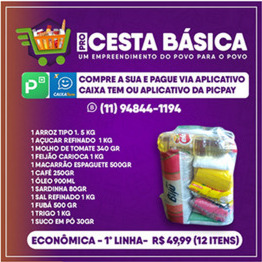 PRO CESTA BÁSICA
UM EMPREENDIMENTO DO POVO PARA O POVO
COMPRE A SUA E PAGUE VIA APLICATIVO
CAIXA TEM OU APLICATIVO DA PICPAY
(11) 94844-1194
1 ARROZ TIPO 1. 5 KG
1 AÇUCAR REFINADO 1 KG
1 MOLHO DE TOMATE 340 GR
1 FEIJÃO CARIOCA 1 KG
1 MACARRÃO ESPAGUETE 500GR
1 CAFÉ 250GR
1 ÓLEO 900ML
1 SARDINHA 80GR
1 SAL REFINADO 1 KG
1 FUBÁ 500 GR
1 TRIGO 1 KG
1 SUCO EM PÓ 30GR
ECONÔMICA - 1ª LINHA- R$ 49,99 (12 ITENS)